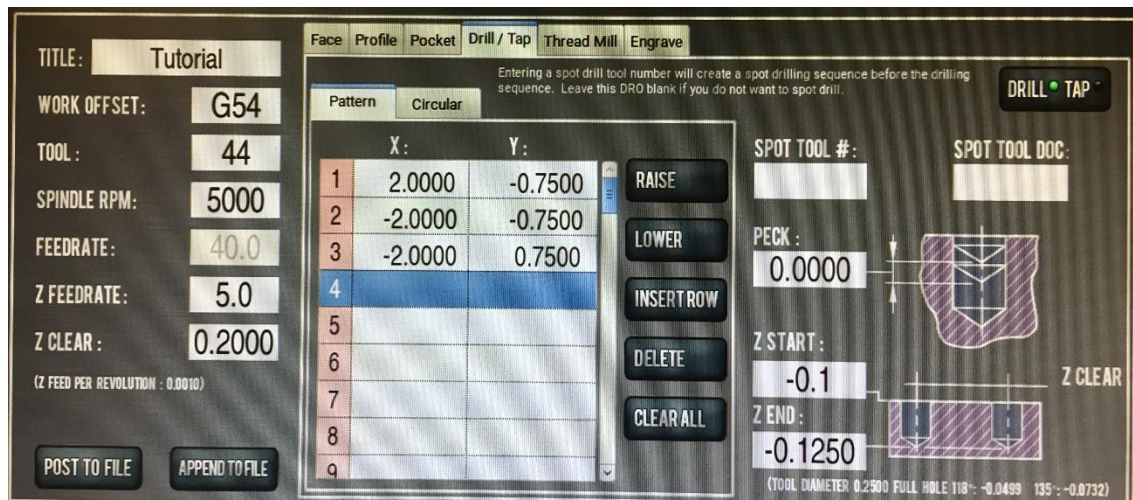 Face Profile Pocket Drill / Tap Thread Mill Engrave
TITLE: Tutorial
WORK OFFSET: G54
TOOL : 44
SPINDLE RPM: 5000
FEEDRATE: 40.0
Z FEEDRATE: 5.0
Z CLEAR : 0.2000
(Z FEED PER REVOLUTION : 0.0010)
POST TO FILE APPEND TO FILE
Entering a spot drill tool number will create a spot drilling sequence before the drilling
sequence. Leave this DRO blank if you do not want to spot drill.
DRILL TAP
Pattern Circular
X : Y :
1 2.0000 -0.7500
2 -2.0000 -0.7500
3 -2.0000 0.7500
4
5
6
7
8
9
RAISE
LOWER
INSERT ROW
DELETE
CLEAR ALL
SPOT TOOL # : SPOT TOOL DOC:
PECK :
0.0000
Z START :
-0.1
Z CLEAR
Z END :
-0.1250
(TOOL DIAMETER 0.2500 FULL HOLE 118°: -0.0499 135°: -0.0732)